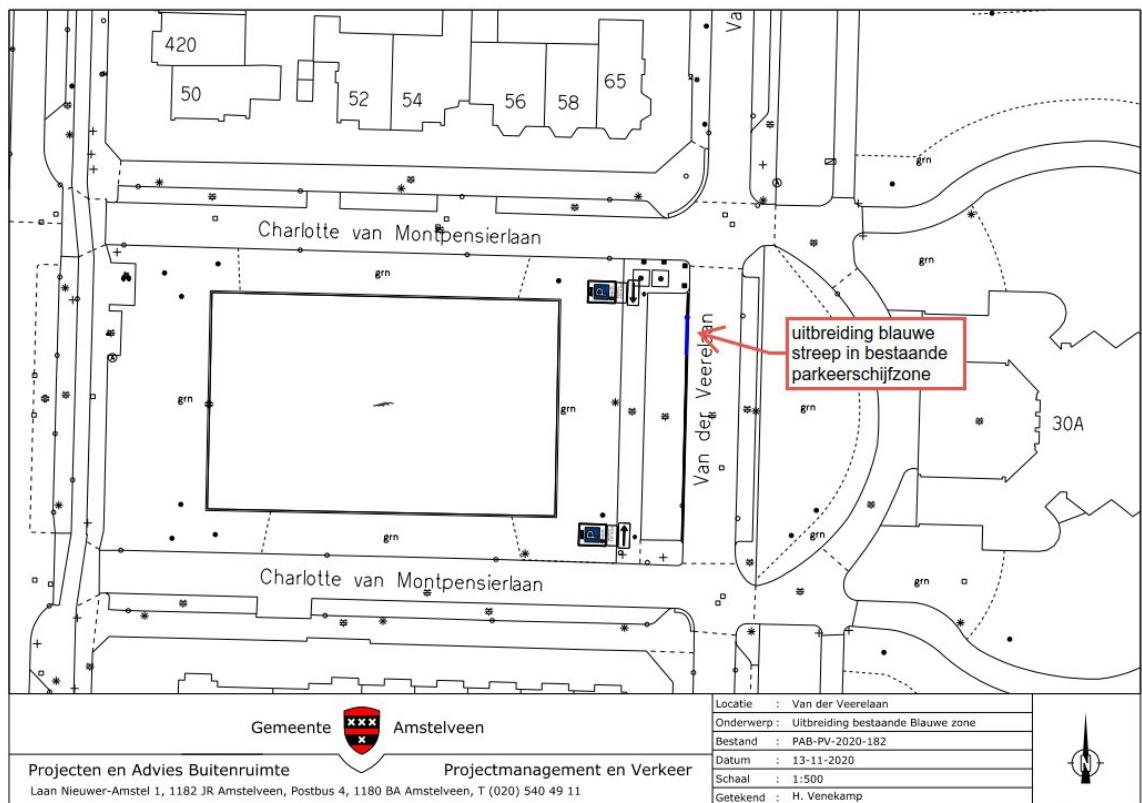 Va
420
50
52
54
56
58
65
grn
Charlotte van Montpensierlaan
grn
grn
P
Van der Veerelaan
uitbreiding blauwe
streep in bestaande
parkeerschijfzone
grn
grn
grn
30A
P
grn
grn
Charlotte van Montpensierlaan
grn
Gemeente Amstelveen
Projecten en Advies Buitenruimte
Projectmanagement en Verkeer
Laan Nieuwer-Amstel 1, 1182 JR Amstelveen, Postbus 4, 1180 BA Amstelveen, T (020) 540 49 11
Locatie : Van der Veerelaan
Onderwerp : Uitbreiding bestaande Blauwe zone
Bestand : PAB-PV-2020-182
Datum : 13-11-2020
Schaal : 1:500
Getekend : H. Venekamp
N